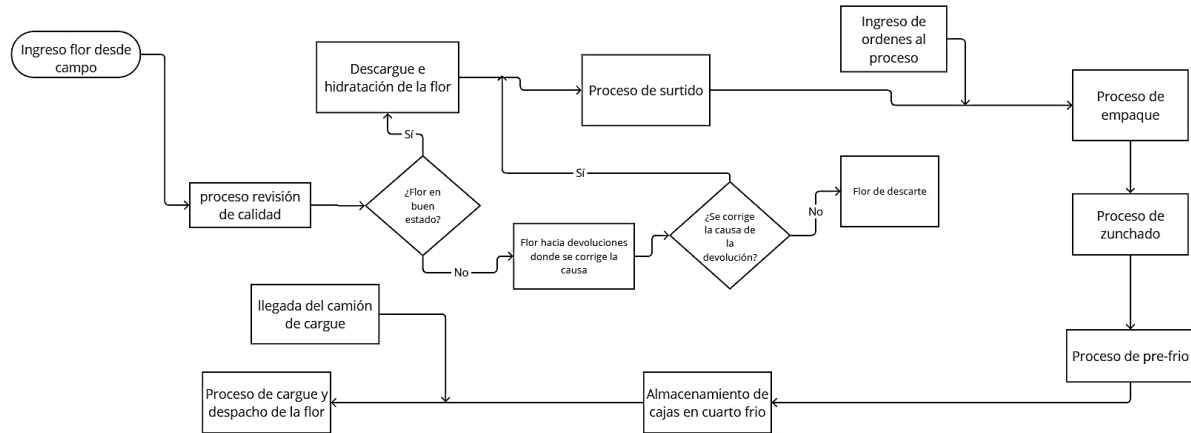 Ingreso flor desde
campo
Descargue e
hidratación de la flor
Proceso de surtido
Ingreso de
ordenes al
proceso
Proceso de
empaque
Sí
proceso revisión
de calidad
¿Flor en
buen
estado?
No
Flor hacia devoluciones
donde se corrige la
causa
Sí
¿Se corrige
la causa de
la
devolución?
No
Flor de descarte
Proceso de
zunchado
Proceso de pre-frio
llegada del camión
de cargue
Almacenamiento de
cajas en cuarto frio
Proceso de cargue y
despacho de la flor